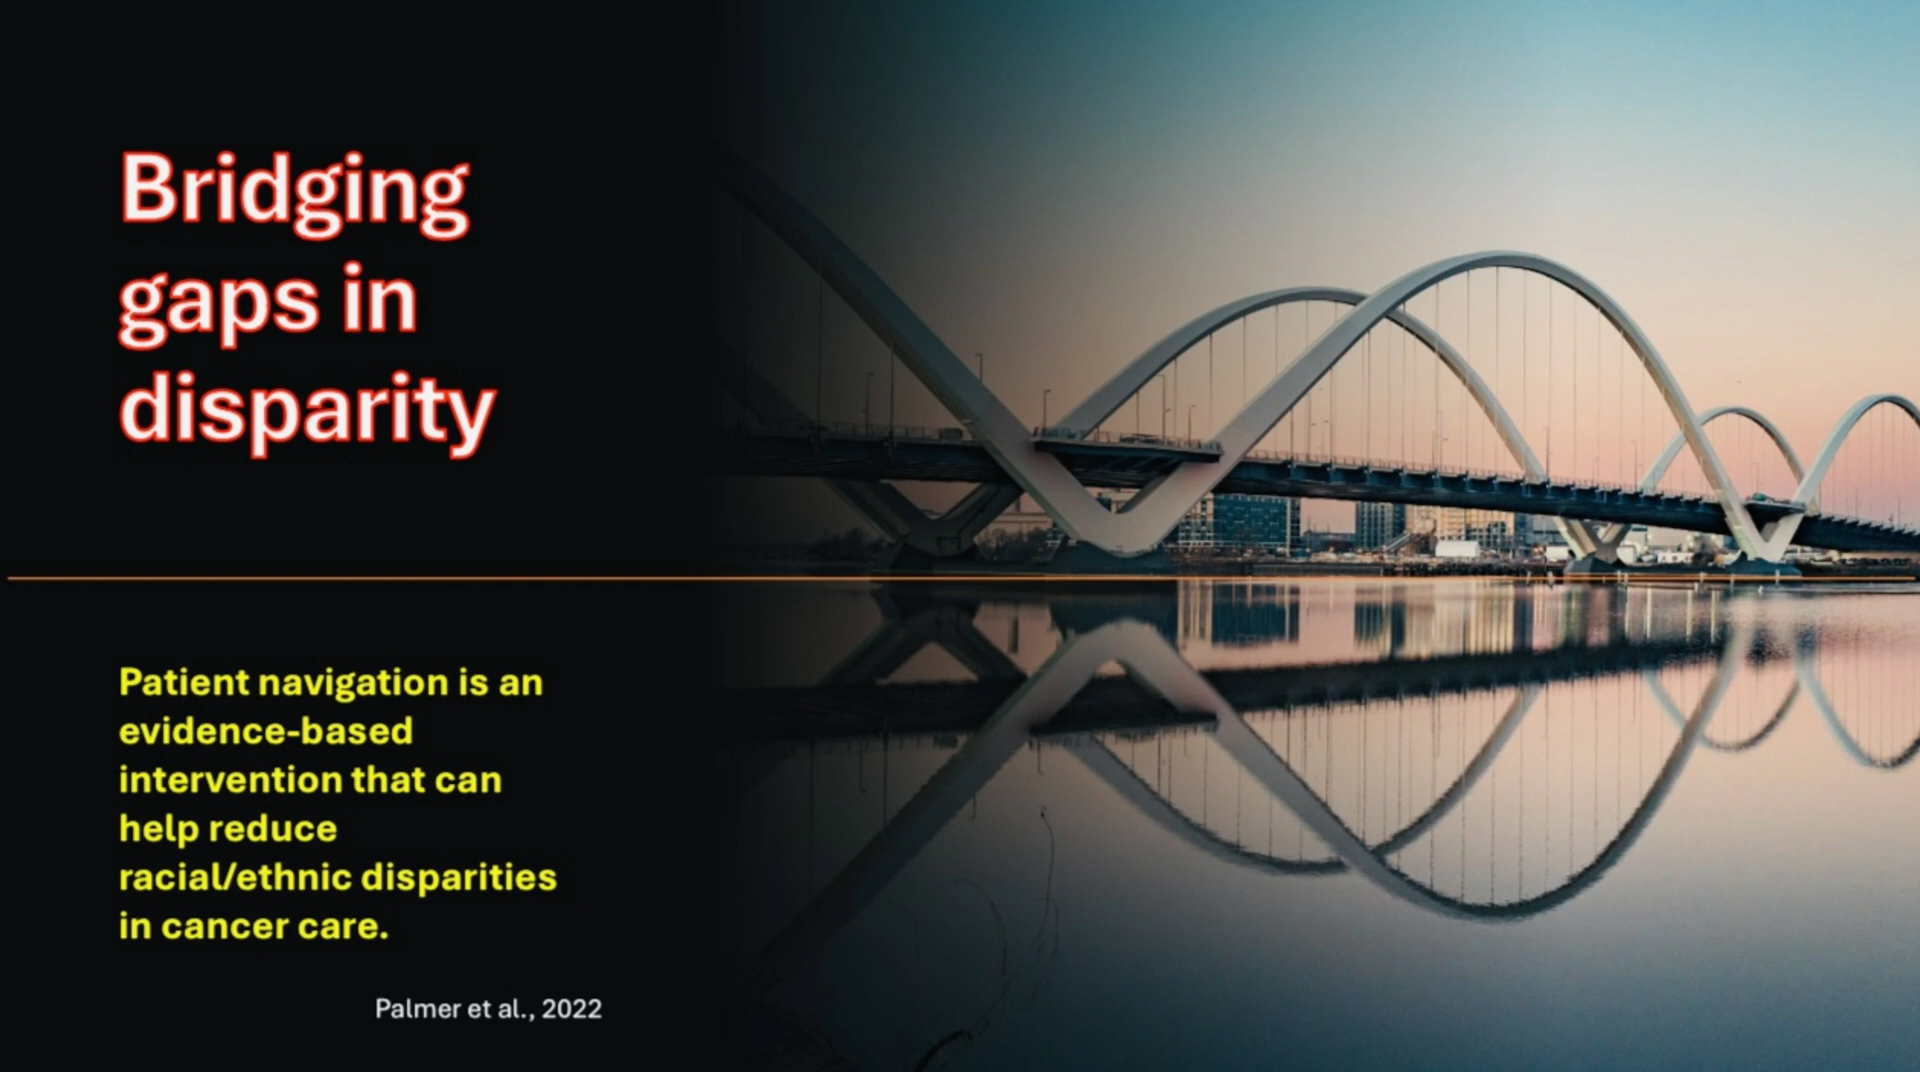 Bridging
gaps in
disparity
Patient navigation is an
evidence-based
intervention that can
help reduce
racial/ethnic disparities
in cancer care.
Palmer et al., 2022